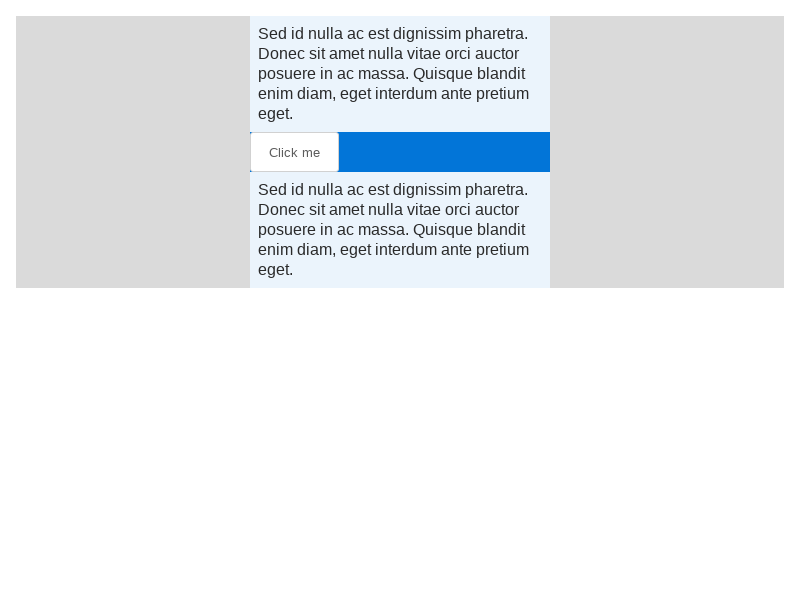 Sed id nulla ac est dignissim pharetra.
Donec sit amet nulla vitae orci auctor
posuere in ac massa. Quisque blandit
enim diam, eget interdum ante pretium
eget.
Click me
Sed id nulla ac est dignissim pharetra.
Donec sit amet nulla vitae orci auctor
posuere in ac massa. Quisque blandit
enim diam, eget interdum ante pretium
eget.